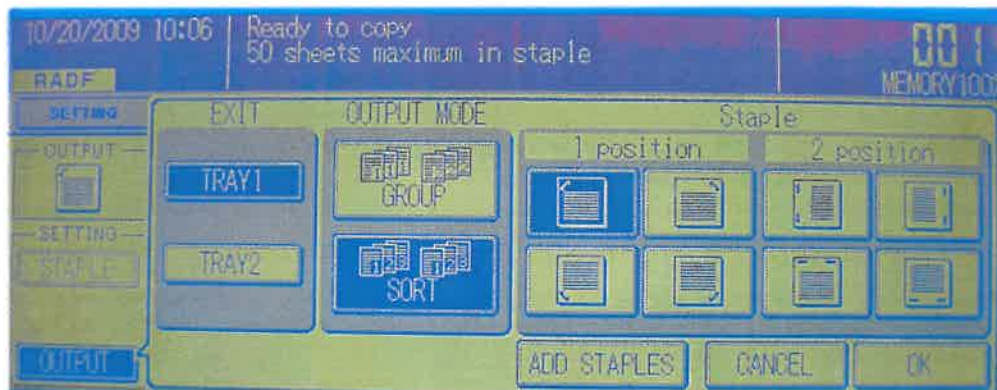 10/20/2009 10:06
Ready to copy
50 sheets maximum in staple
001
MEMORY100%
RADF
SETTING
EXIT
OUTPUT MODE
Staple
OUTPUT
1 position
2 position
TRAY1
GROUP
SETTING
STAPLE
TRAY2
SORT
OUTPUT
ADD STAPLES
CANCEL
OK